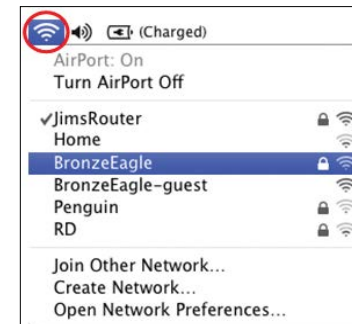 (Charged)
AirPort: On
Turn AirPort Off
✓JimsRouter
Home
BronzeEagle
BronzeEagle-guest
Penguin
RD
Join Other Network...
Create Network...
Open Network Preferences...